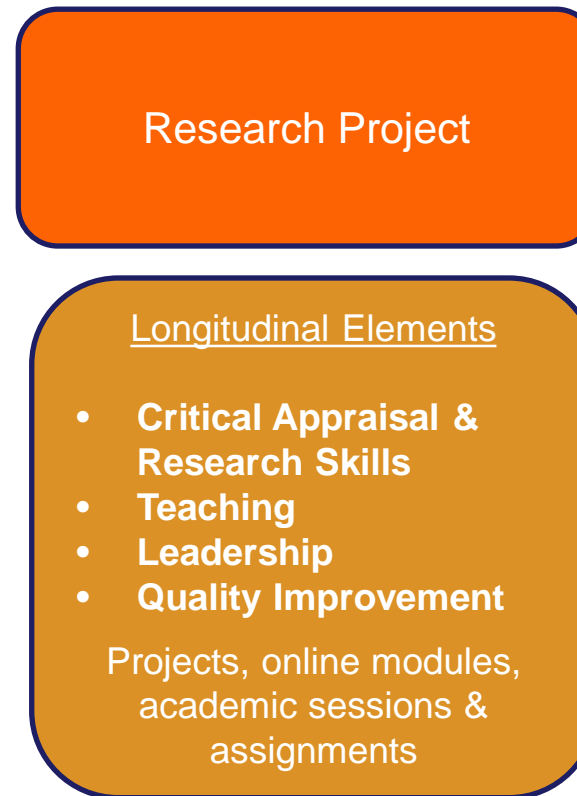 Research Project
Longitudinal Elements
• Critical Appraisal &
Research Skills
• Teaching
• Leadership
• Quality Improvement
Projects, online modules,
academic sessions &
assignments